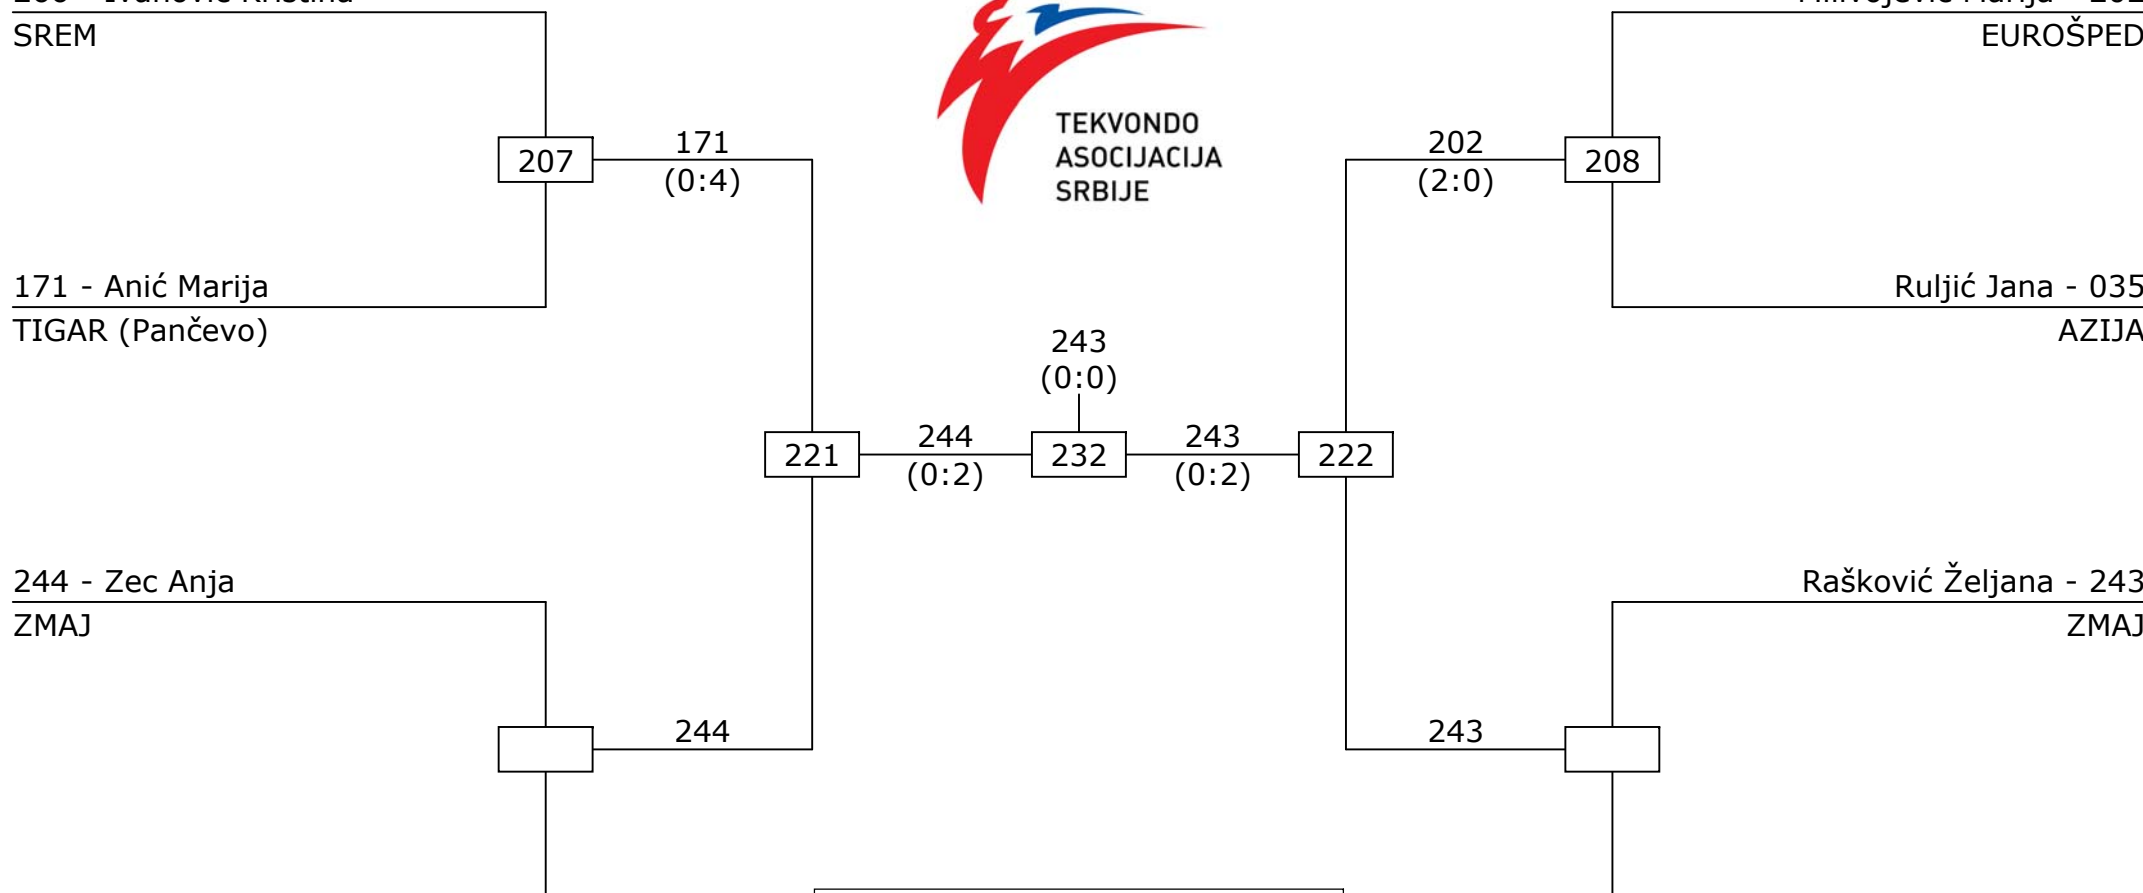 SREM
EUROŠPED
TEKVONDO
ASOCIJACIJA
SRBIJE
207
171
(0:4)
202
(2:0)
208
171 - Anić Marija
TIGAR (Pančevo)
Ruljić Jana - 035
AZIJA
243
(0:0)
221
244
(0:2)
232
243
(0:2)
222
244 - Zec Anja
ZMAJ
Rašković Željana - 243
ZMAJ
244
243